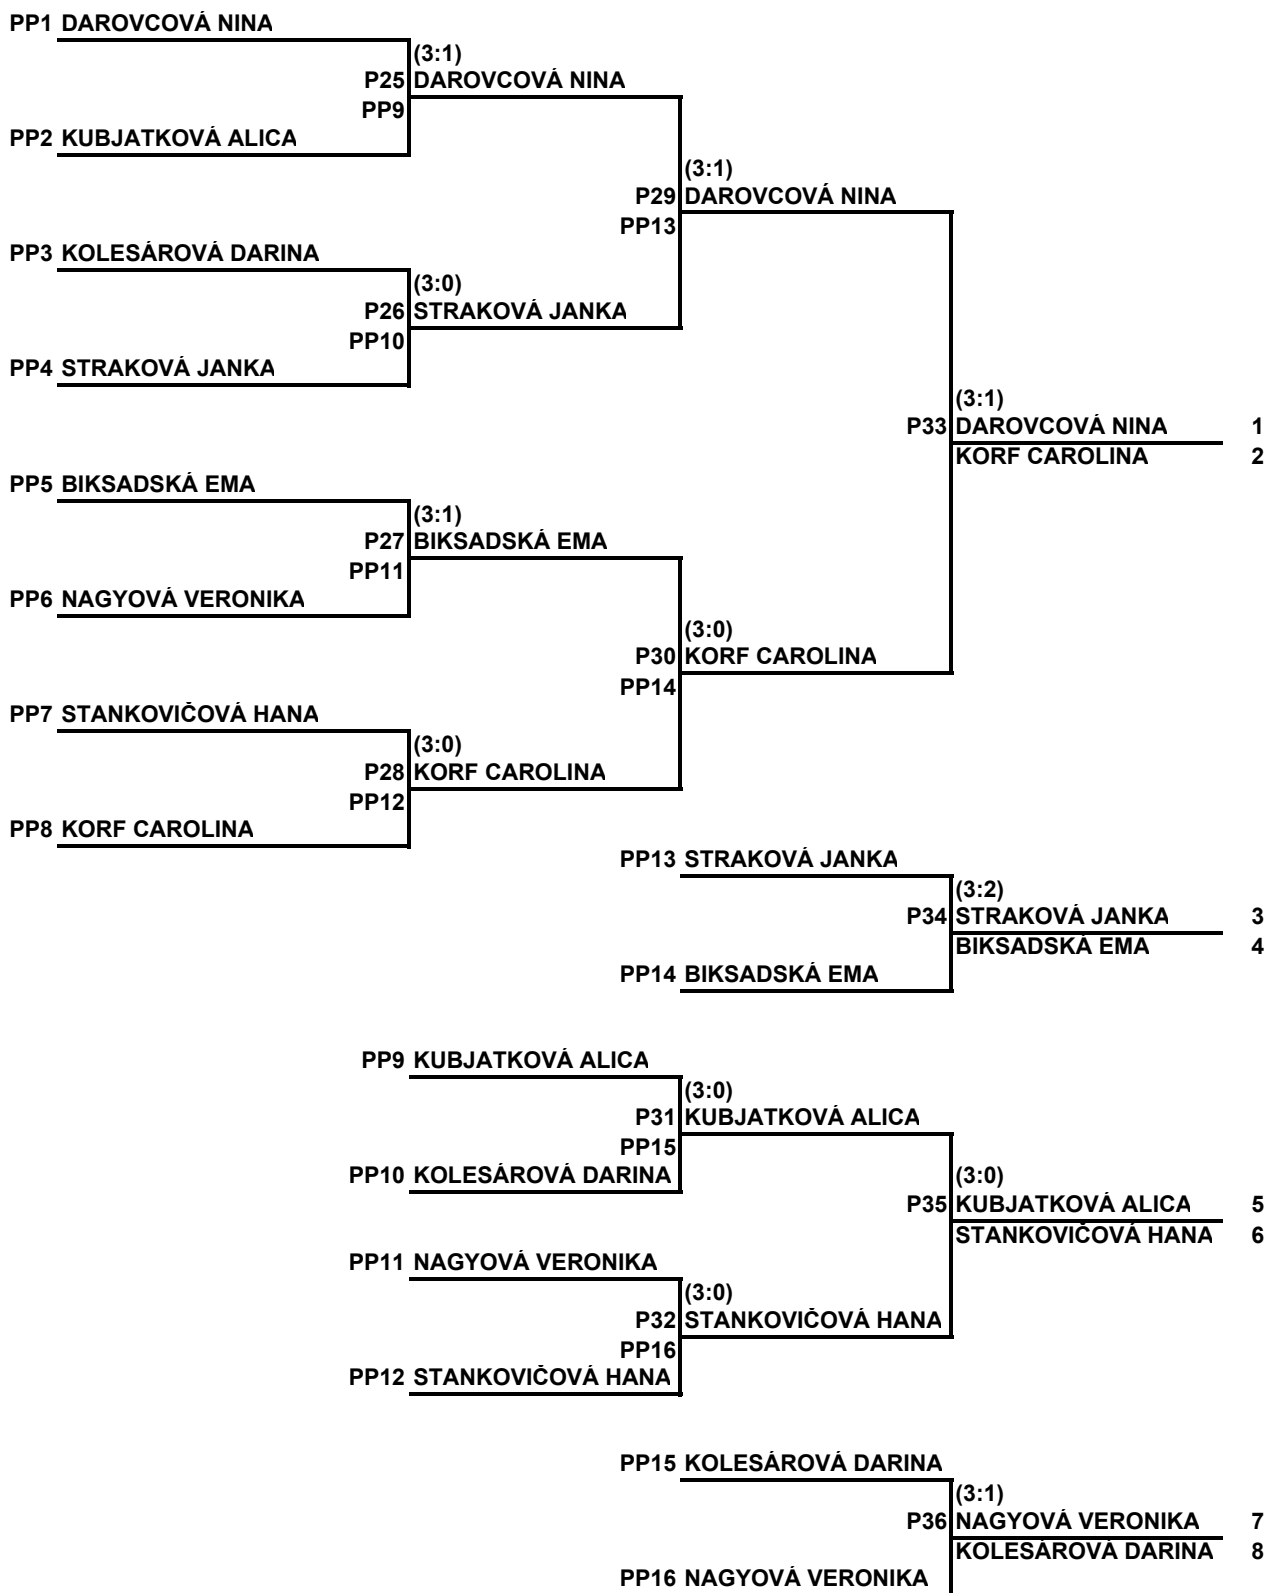 PP1 DAROVCOVÁ NINA
(3:1)
P25 DAROVCOVÁ NINA
PP9
PP2 KUBJATKOVÁ ALICA
(3:1)
P29 DAROVCOVÁ NINA
PP13
PP3 KOLESÁROVÁ DARINA
(3:0)
P26 STRAKOVÁ JANKA
PP10
PP4 STRAKOVÁ JANKA
(3:1)
P33 DAROVCOVÁ NINA 1
KORF CAROLINA 2
PP5 BIKSADSKÁ EMA
(3:1)
P27 BIKSADSKÁ EMA
PP11
PP6 NAGYOVÁ VERONIKA
(3:0)
P30 KORF CAROLINA
PP14
PP7 STANKOVIČOVÁ HANA
(3:0)
P28 KORF CAROLINA
PP12
PP8 KORF CAROLINA
PP13 STRAKOVÁ JANKA
(3:2)
P34 STRAKOVÁ JANKA 3
BIKSADSKÁ EMA 4
PP14 BIKSADSKÁ EMA
PP9 KUBJATKOVÁ ALICA
(3:0)
P31 KUBJATKOVÁ ALICA
PP15
PP10 KOLESÁROVÁ DARINA
(3:0)
P35 KUBJATKOVÁ ALICA 5
STANKOVIČOVÁ HANA 6
PP11 NAGYOVÁ VERONIKA
(3:0)
P32 STANKOVIČOVÁ HANA
PP16
PP12 STANKOVIČOVÁ HANA
PP15 KOLESÁROVÁ DARINA
(3:1)
P36 NAGYOVÁ VERONIKA 7
KOLESÁROVÁ DARINA 8
PP16 NAGYOVÁ VERONIKA